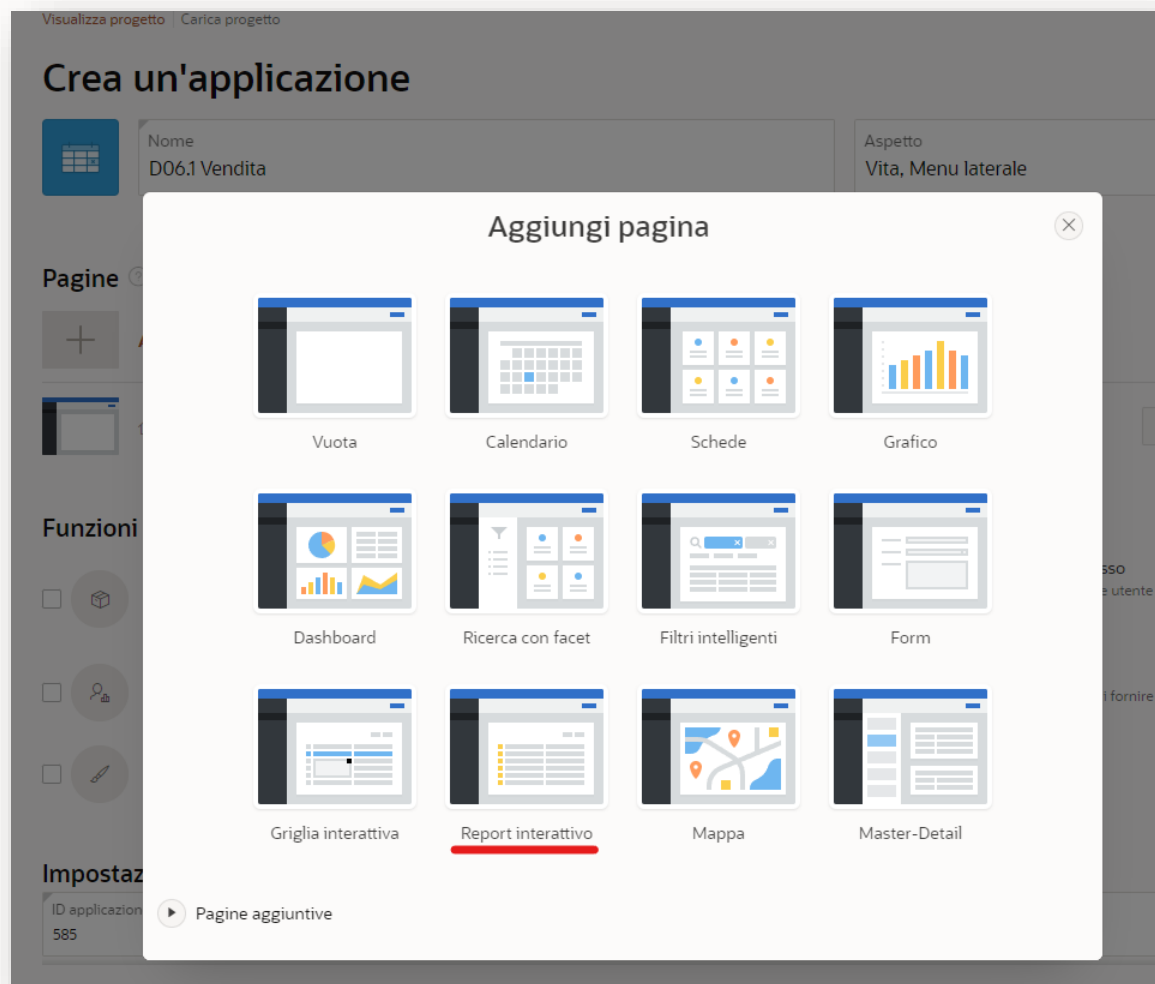 Visualizza progetto Carica progetto
Crea un'applicazione
Nome
D06.1 Vendita
Aspetto
Vita, Menu laterale
Aggiungi pagina
Pagine
Vuota Calendario Schede Grafico
Funzioni
Dashboard Ricerca con facet Filtri intelligenti Form
sso
e utente
i fornire
Griglia interattiva Report interattivo Mappa Master-Detail
Impostaz
ID applicazion
585
Pagine aggiuntive